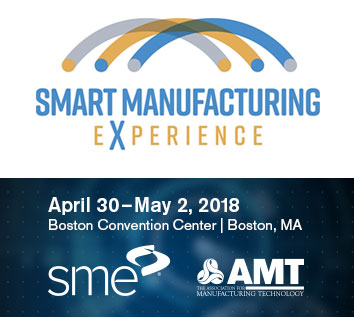 SMART MANUFACTURING
EXPERIENCE
April 30–May 2, 2018
Boston Convention Center | Boston, MA
sme
AMT
THE ASSOCIATION FOR
MANUFACTURING TECHNOLOGY